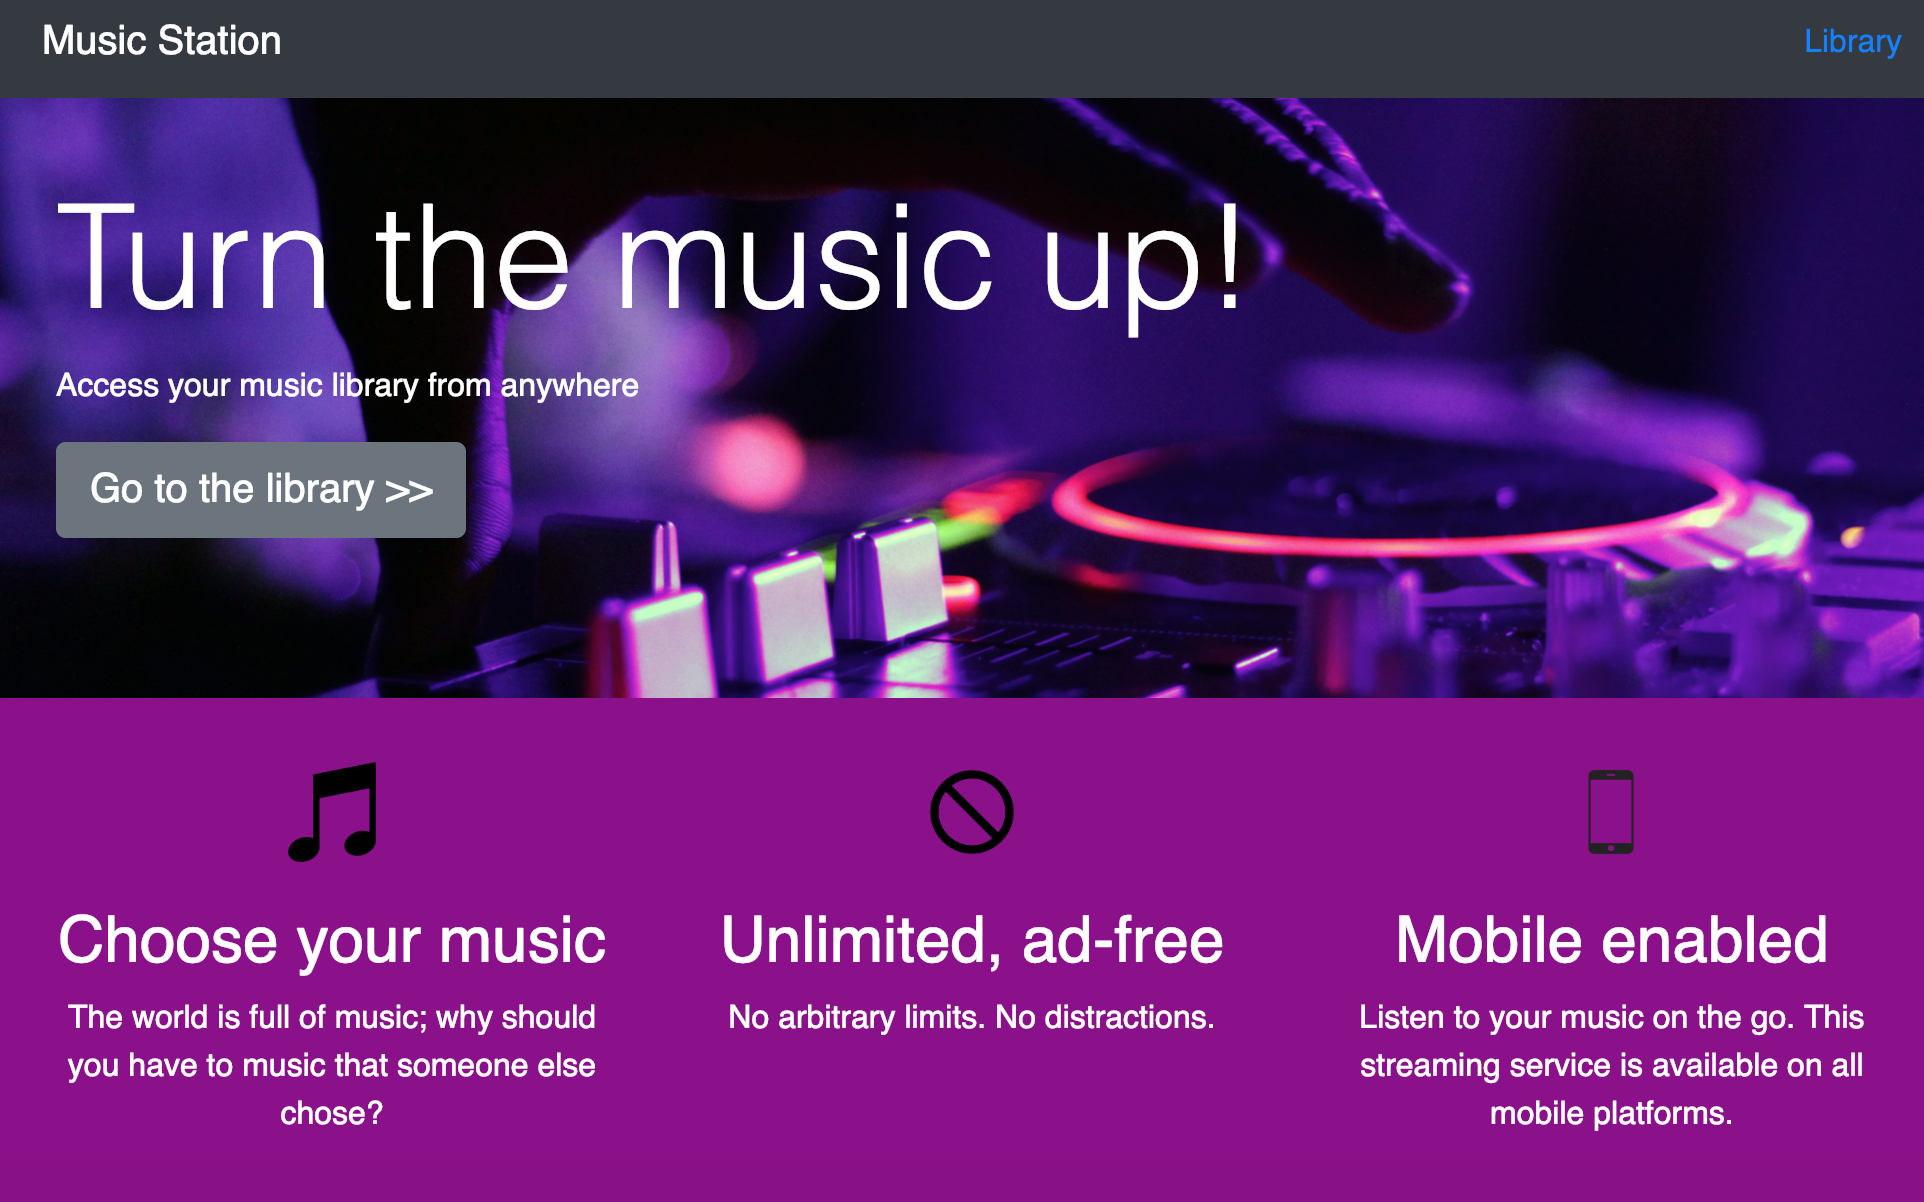 Music Station
Library
Turn the music up!
Access your music library from anywhere
Go to the library >>
Choose your music
The world is full of music; why should
you have to music that someone else
chose?
Unlimited, ad-free
No arbitrary limits. No distractions.
Mobile enabled
Listen to your music on the go. This
streaming service is available on all
mobile platforms.